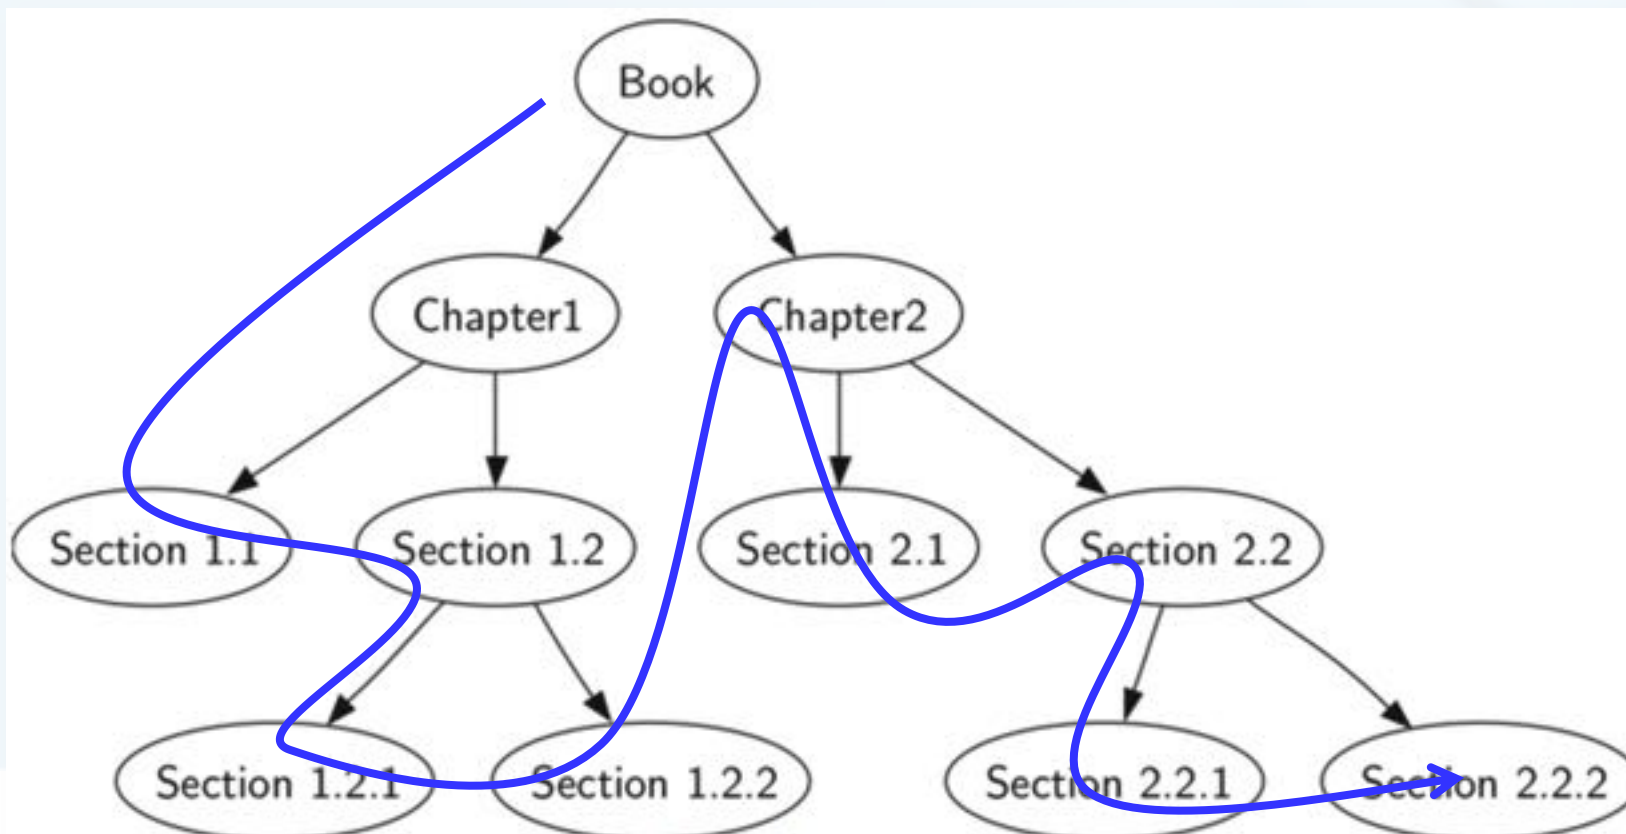 Book
Chapter1
Chapter2
Section 1.1
Section 1.2
Section 2.1
Section 2.2
Section 1.2.1
Section 1.2.2
Section 2.2.1
Section 2.2.2